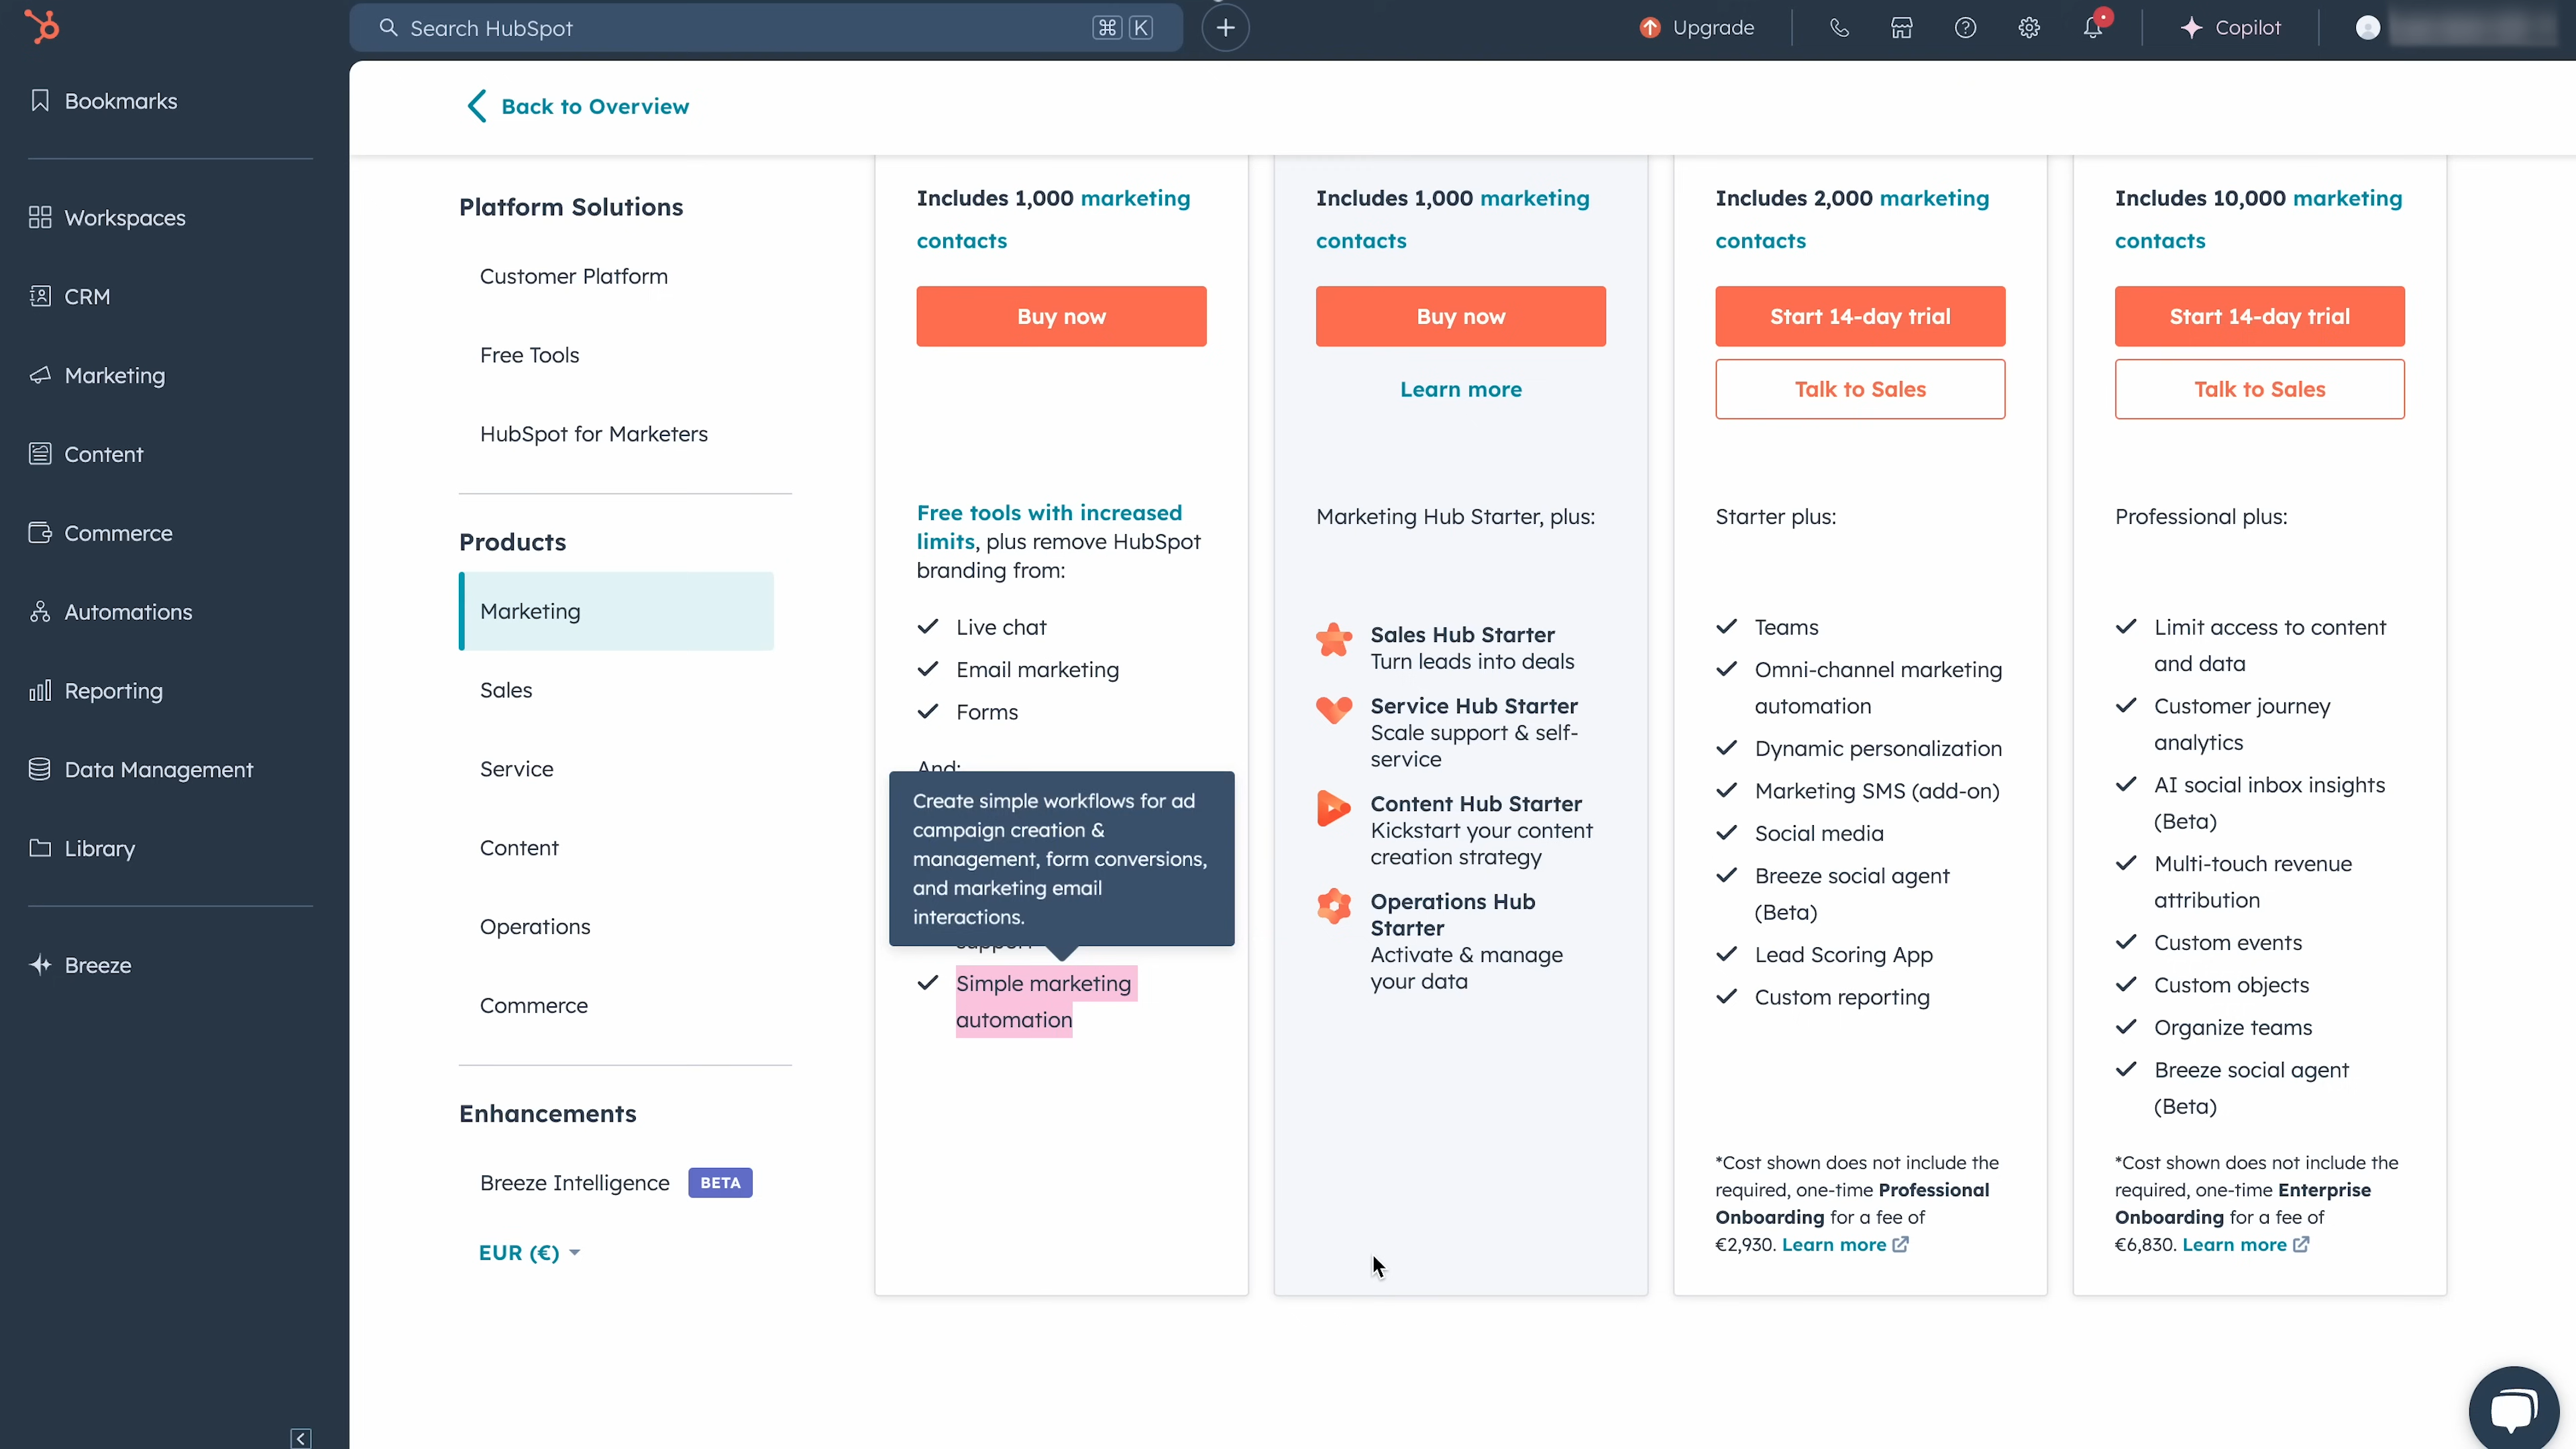 Search HubSpot
⌘ K
Upgrade
Copilot
Bookmarks
Workspaces
CRM
Marketing
Content
Commerce
Automations
Reporting
Data Management
Library
Breeze
Back to Overview
Platform Solutions
Customer Platform
Free Tools
HubSpot for Marketers
Products
Marketing
Sales
Service
Content
Operations
Commerce
Enhancements
Breeze Intelligence BETA
EUR (€)
Includes 1,000 marketing
contacts
Buy now
Free tools with increased
limits, plus remove HubSpot
branding from:
Live chat
Email marketing
Forms
And:
Create simple workflows for ad
campaign creation &
management, form conversions,
and marketing email
interactions.
support
Simple marketing
automation
Includes 1,000 marketing
contacts
Buy now
Learn more
Marketing Hub Starter, plus:
Sales Hub Starter
Turn leads into deals
Service Hub Starter
Scale support & self-
service
Content Hub Starter
Kickstart your content
creation strategy
Operations Hub
Starter
Activate & manage
your data
Includes 2,000 marketing
contacts
Start 14-day trial
Talk to Sales
Starter plus:
Teams
Omni-channel marketing
automation
Dynamic personalization
Marketing SMS (add-on)
Social media
Breeze social agent
(Beta)
Lead Scoring App
Custom reporting
*Cost shown does not include the
required, one-time Professional
Onboarding for a fee of
€2,930. Learn more
Includes 10,000 marketing
contacts
Start 14-day trial
Talk to Sales
Professional plus:
Limit access to content
and data
Customer journey
analytics
AI social inbox insights
(Beta)
Multi-touch revenue
attribution
Custom events
Custom objects
Organize teams
Breeze social agent
(Beta)
*Cost shown does not include the
required, one-time Enterprise
Onboarding for a fee of
€6,830. Learn more